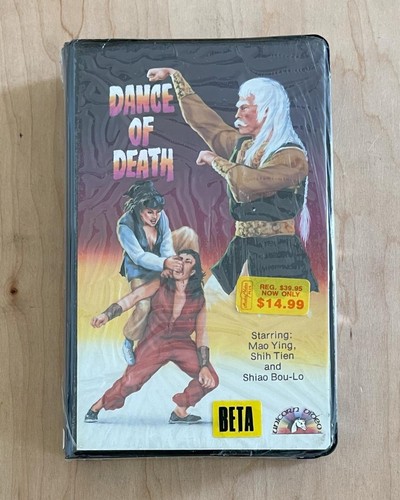 DANCE
OF
DEATH
REG. $39.95
NOW ONLY
$14.99
Starring:
Mao Ying,
Shih Tien
and
Shiao Bou-Lo
BETA
unicorn video